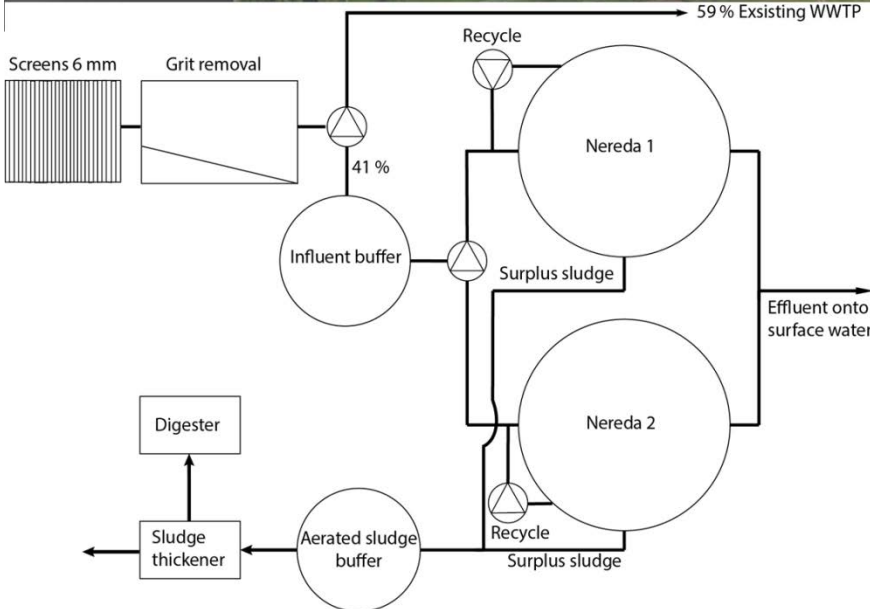 59 % Exsisting WWTP
Recycle
Screens 6 mm
Grit removal
Nereda 1
41 %
Influent buffer
Surplus sludge
Effluent onto
surface water
Digester
Nereda 2
Sludge
thickener
Aerated sludge
buffer
Recycle
Surplus sludge